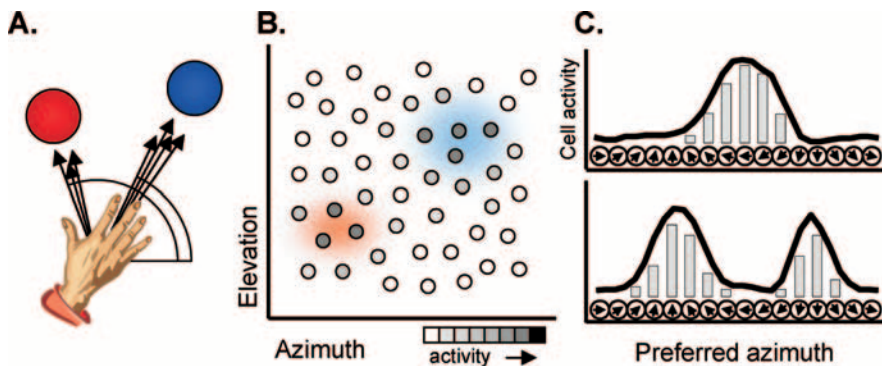 A.
B.
C.
Elevation
Azimuth
activity
Cell activity
Preferred azimuth